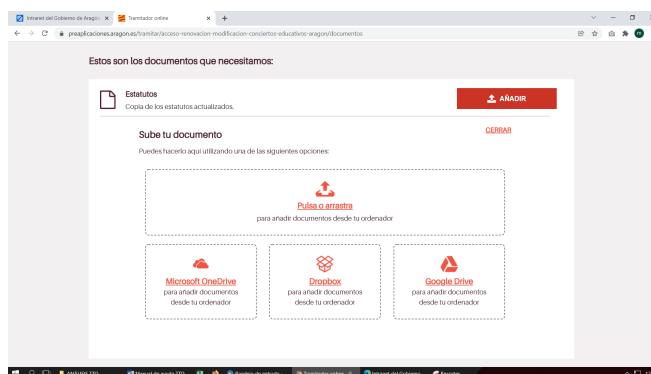 Intranet del Gobierno de Aragón
Tramitador online
preaplicaciones.aragon.es/tramitar/acceso-renovacion-modificacion-conciertos-educativos-aragon/documentos
Estos son los documentos que necesitamos:
Estatutos
Copia de los estatutos actualizados.
AÑADIR
Sube tu documento
CERRAR
Puedes hacerlo aquí utilizando una de las siguientes opciones:
Pulsa o arrastra
para añadir documentos desde tu ordenador
Microsoft OneDrive
para añadir documentos
desde tu ordenador
Dropbox
para añadir documentos
desde tu ordenador
Google Drive
para añadir documentos
desde tu ordenador